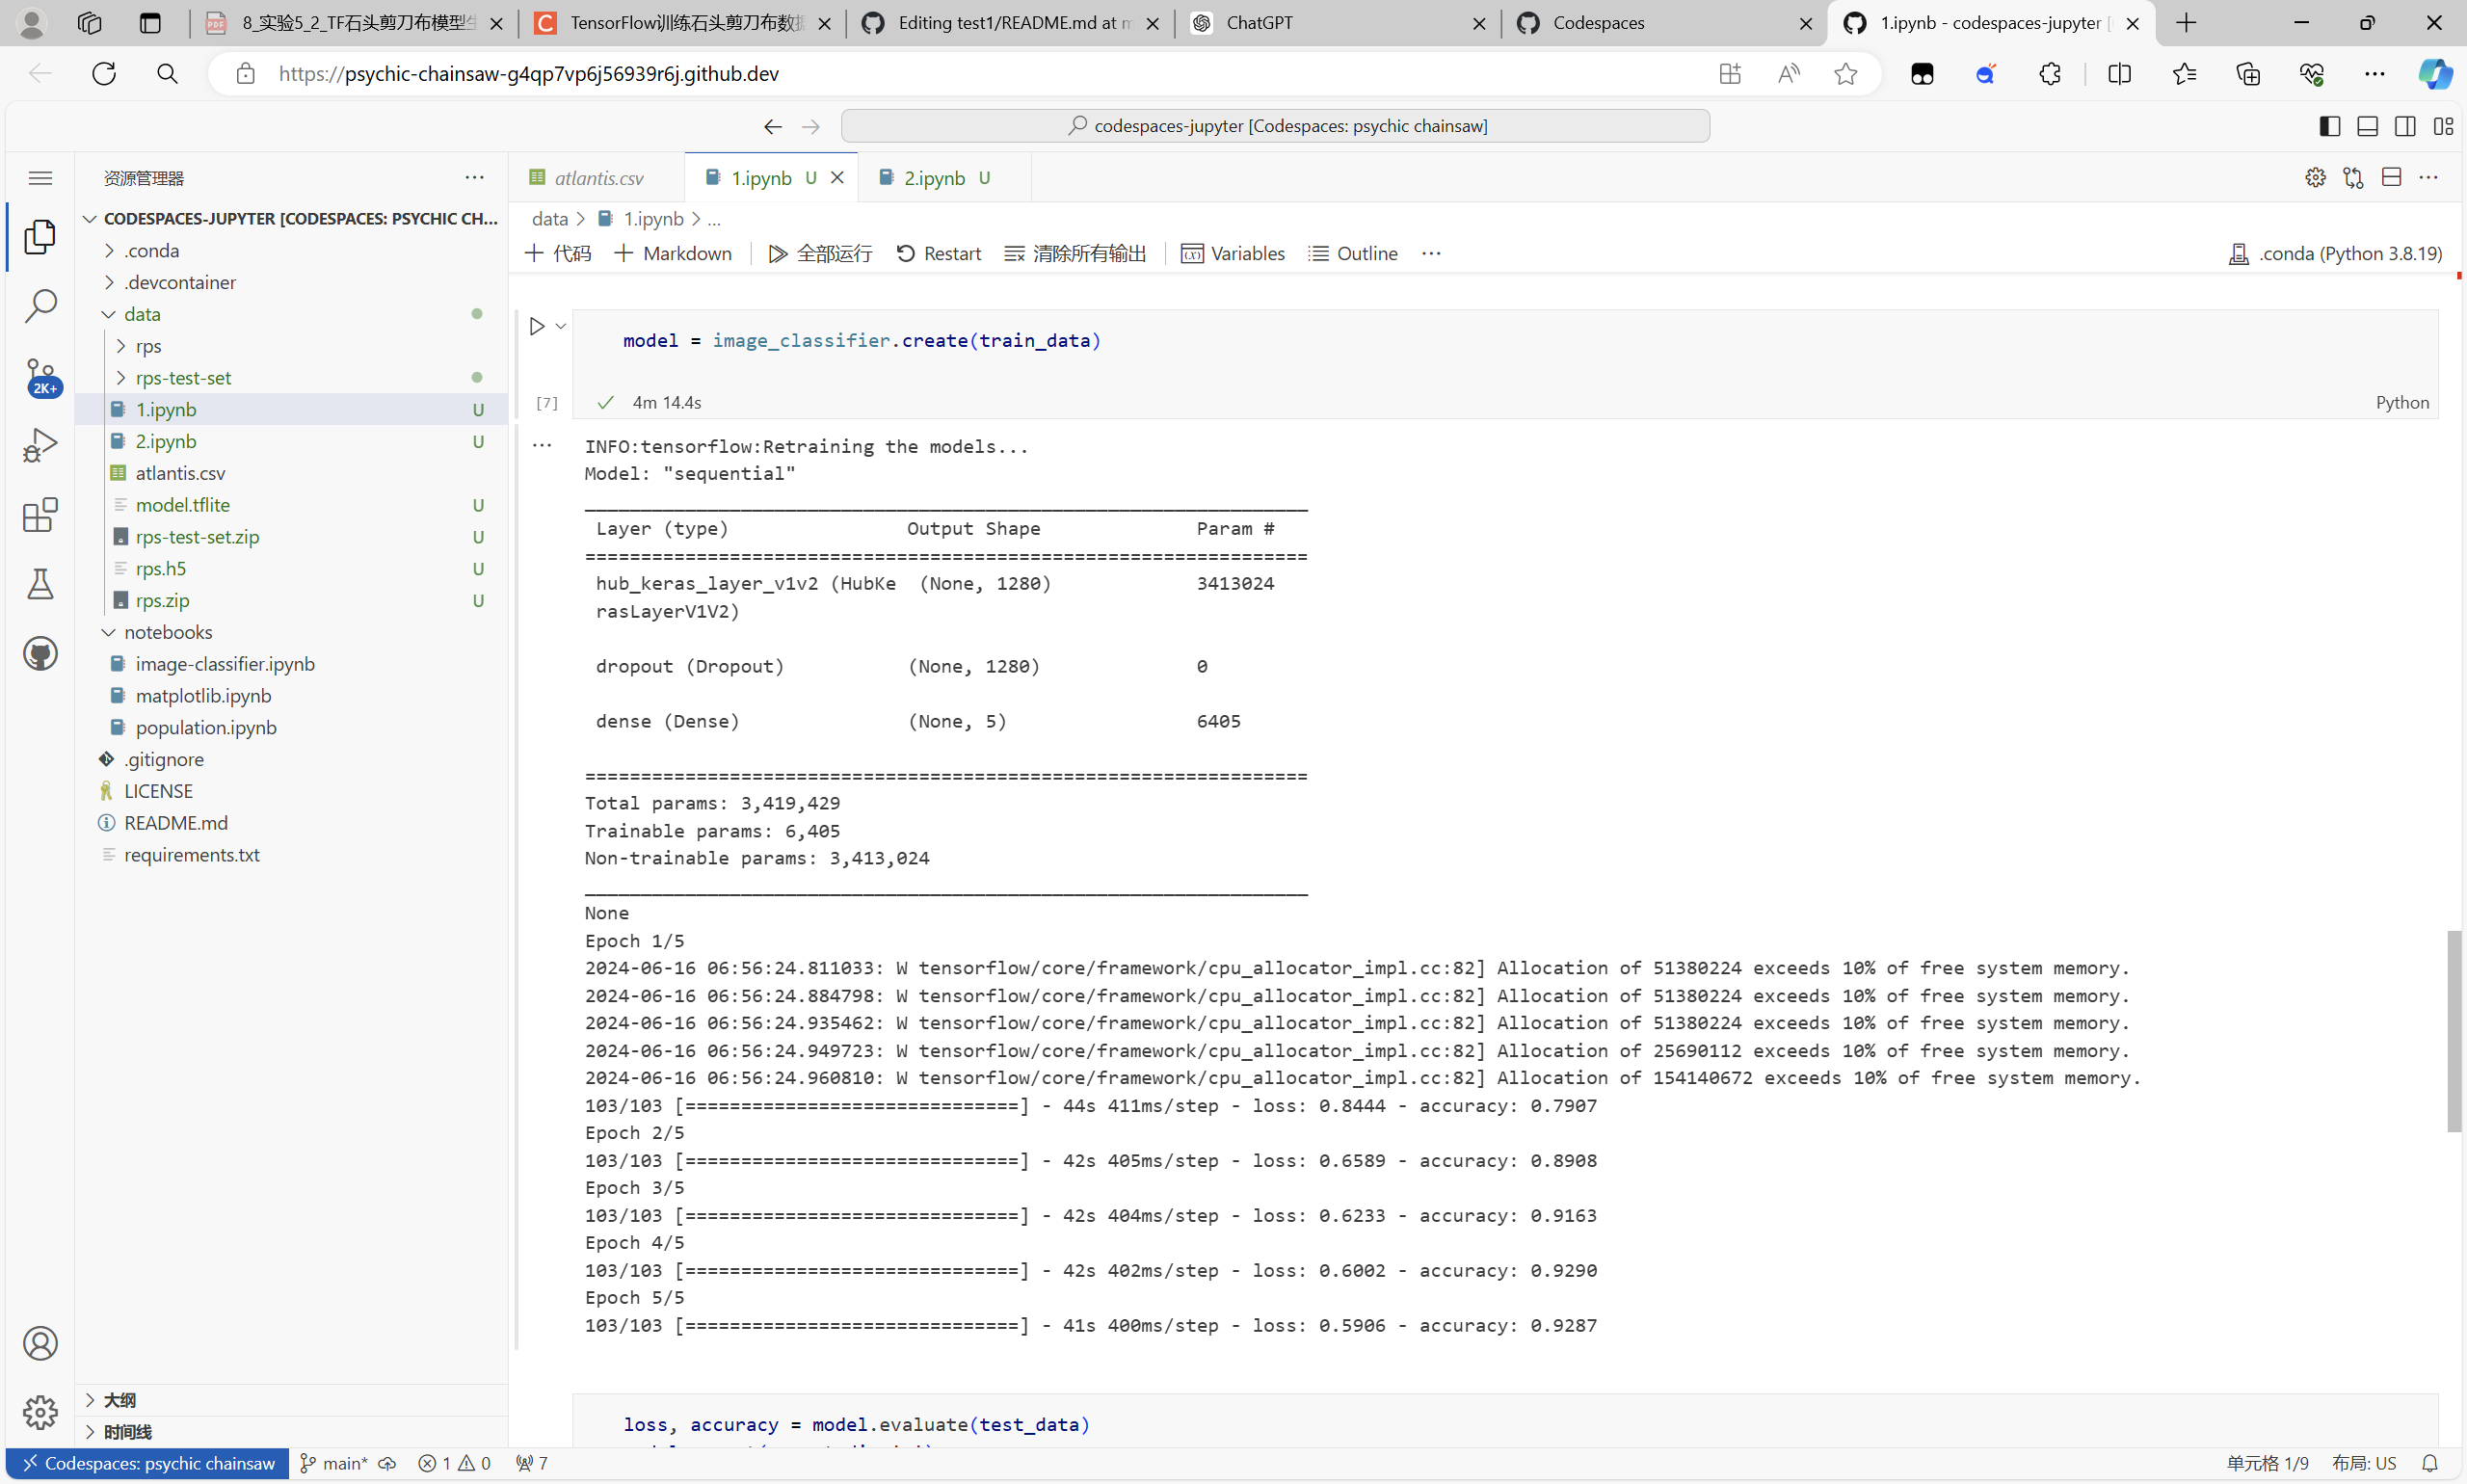 8_实验5_2_TF石头剪刀布模型生
TensorFlow训练石头剪刀布数据
Editing test1/README.md at m
ChatGPT
Codespaces
1.ipynb - codespaces-jupyter [
https://psychic-chainsaw-g4qp7vp6j56939r6j.github.dev
codespaces-jupyter [Codespaces: psychic chainsaw]
资源管理器
CODESPACES-JUPYTER [CODESPACES: PSYCHIC CH...
.conda
.devcontainer
data
rps
rps-test-set
1.ipynb U
2.ipynb U
atlantis.csv
model.tflite U
rps-test-set.zip U
rps.h5 U
rps.zip U
notebooks
image-classifier.ipynb
matplotlib.ipynb
population.ipynb
.gitignore
LICENSE
README.md
requirements.txt
2K+
大纲
时间线
atlantis.csv 1.ipynb U 2.ipynb U
data > 1.ipynb > ...
代码 Markdown 全部运行 Restart 清除所有输出 Variables Outline ... .conda (Python 3.8.19)
model = image_classifier.create(train_data)
[7] 4m 14.4s Python
INFO:tensorflow:Retraining the models...
Model: "sequential"
_________________________________________________________________
Layer (type) Output Shape Param #
=================================================================
hub_keras_layer_v1v2 (HubKe (None, 1280) 3413024
rasLayerV1V2)
dropout (Dropout) (None, 1280) 0
dense (Dense) (None, 5) 6405
=================================================================
Total params: 3,419,429
Trainable params: 6,405
Non-trainable params: 3,413,024
_________________________________________________________________
None
Epoch 1/5
2024-06-16 06:56:24.811033: W tensorflow/core/framework/cpu_allocator_impl.cc:82] Allocation of 51380224 exceeds 10% of free system memory.
2024-06-16 06:56:24.884798: W tensorflow/core/framework/cpu_allocator_impl.cc:82] Allocation of 51380224 exceeds 10% of free system memory.
2024-06-16 06:56:24.935462: W tensorflow/core/framework/cpu_allocator_impl.cc:82] Allocation of 51380224 exceeds 10% of free system memory.
2024-06-16 06:56:24.949723: W tensorflow/core/framework/cpu_allocator_impl.cc:82] Allocation of 25690112 exceeds 10% of free system memory.
2024-06-16 06:56:24.960810: W tensorflow/core/framework/cpu_allocator_impl.cc:82] Allocation of 154140672 exceeds 10% of free system memory.
103/103 [==============================] - 44s 411ms/step - loss: 0.8444 - accuracy: 0.7907
Epoch 2/5
103/103 [==============================] - 42s 405ms/step - loss: 0.6589 - accuracy: 0.8908
Epoch 3/5
103/103 [==============================] - 42s 404ms/step - loss: 0.6233 - accuracy: 0.9163
Epoch 4/5
103/103 [==============================] - 42s 402ms/step - loss: 0.6002 - accuracy: 0.9290
Epoch 5/5
103/103 [==============================] - 41s 400ms/step - loss: 0.5906 - accuracy: 0.9287
loss, accuracy = model.evaluate(test_data)
Codespaces: psychic chainsaw main* 1 0 7 单元格 1/9 布局: US